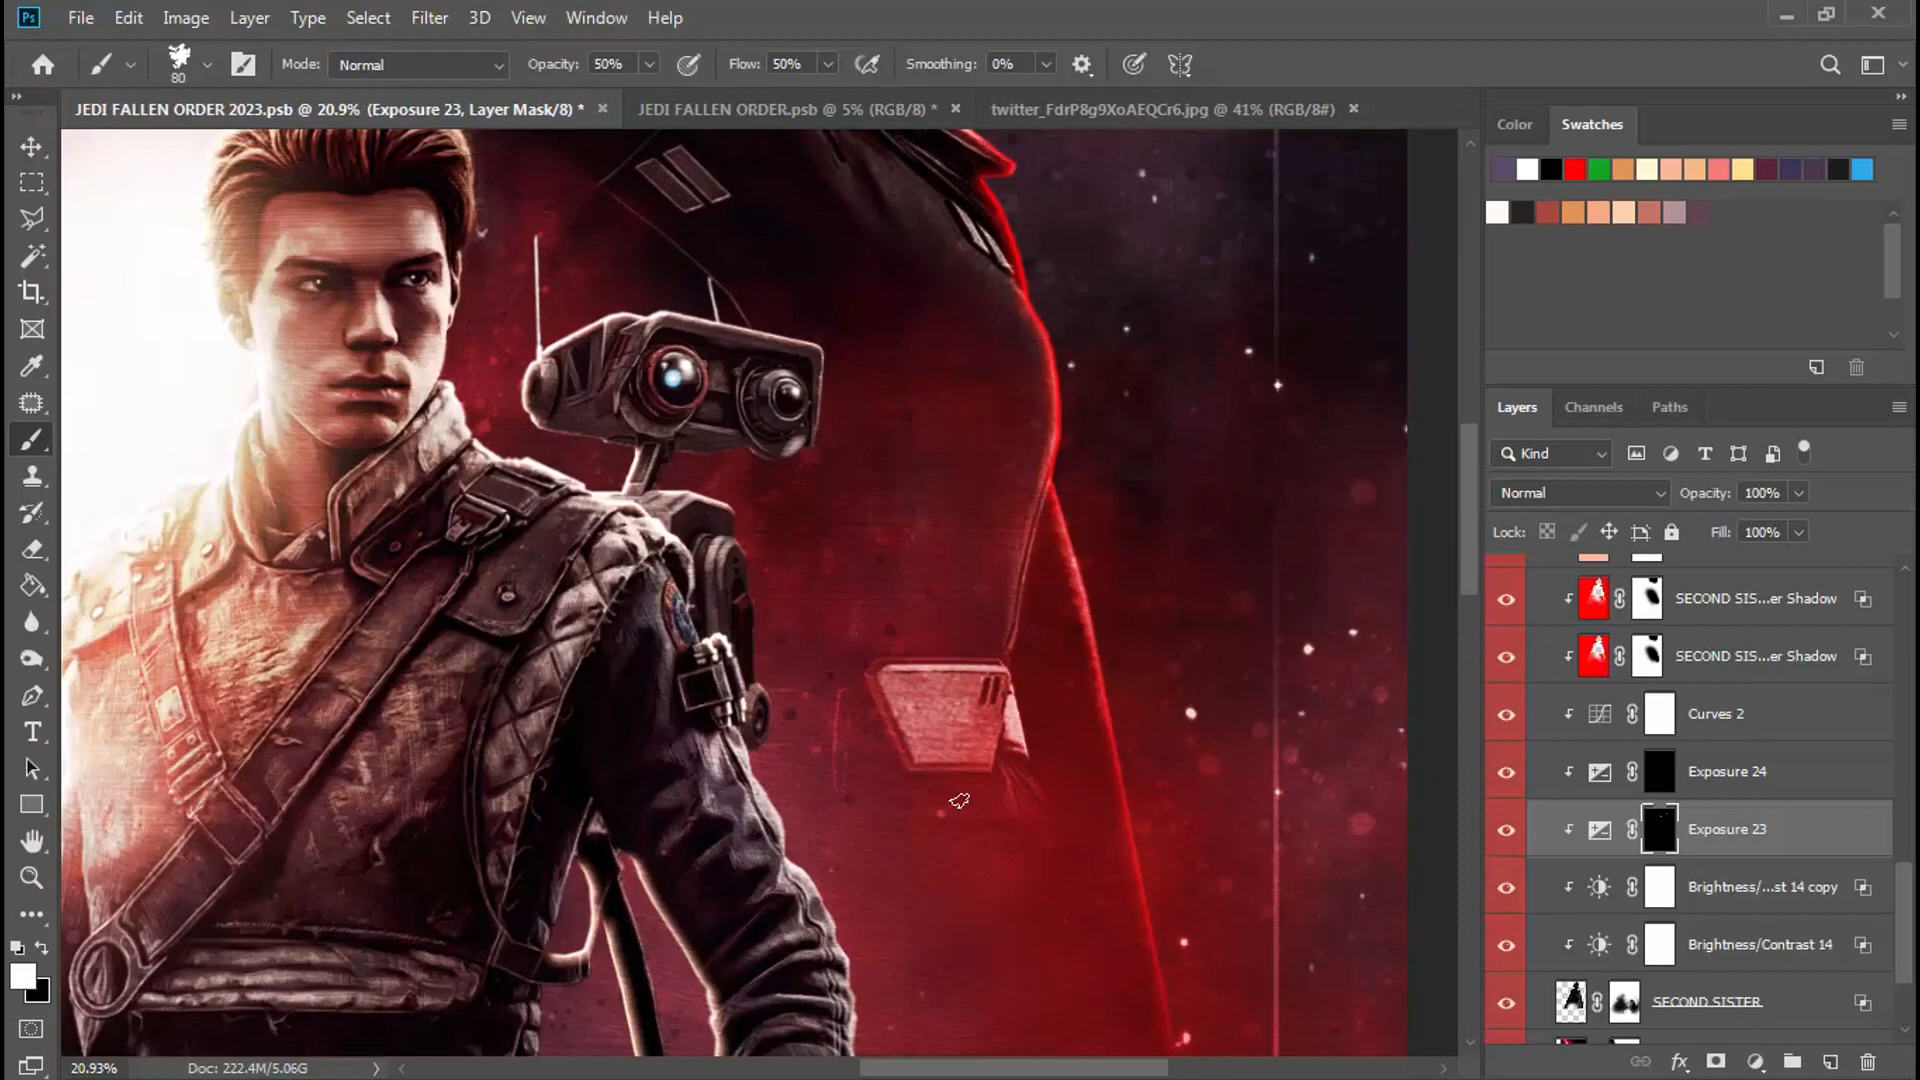 Ps File Edit Image Layer Type Select Filter 3D View Window Help
80 Mode: Normal Opacity: 50% Flow: 50% Smoothing: 0%
JEDI FALLEN ORDER 2023.psb @ 20.9% (Exposure 23, Layer Mask/8) * JEDI FALLEN ORDER.psb @ 5% (RGB/8) * twitter_FdrP8g9XoAEQCr6.jpg @ 41% (RGB/8#)
Color Swatches
Layers Channels Paths
Kind
Normal Opacity: 100%
Lock: Fill: 100%
SECOND SIS...er Shadow
SECOND SIS...er Shadow
Curves 2
Exposure 24
Exposure 23
Brightness/...st 14 copy
Brightness/Contrast 14
SECOND SISTER
fx
20.93% Doc: 222.4M/5.06G